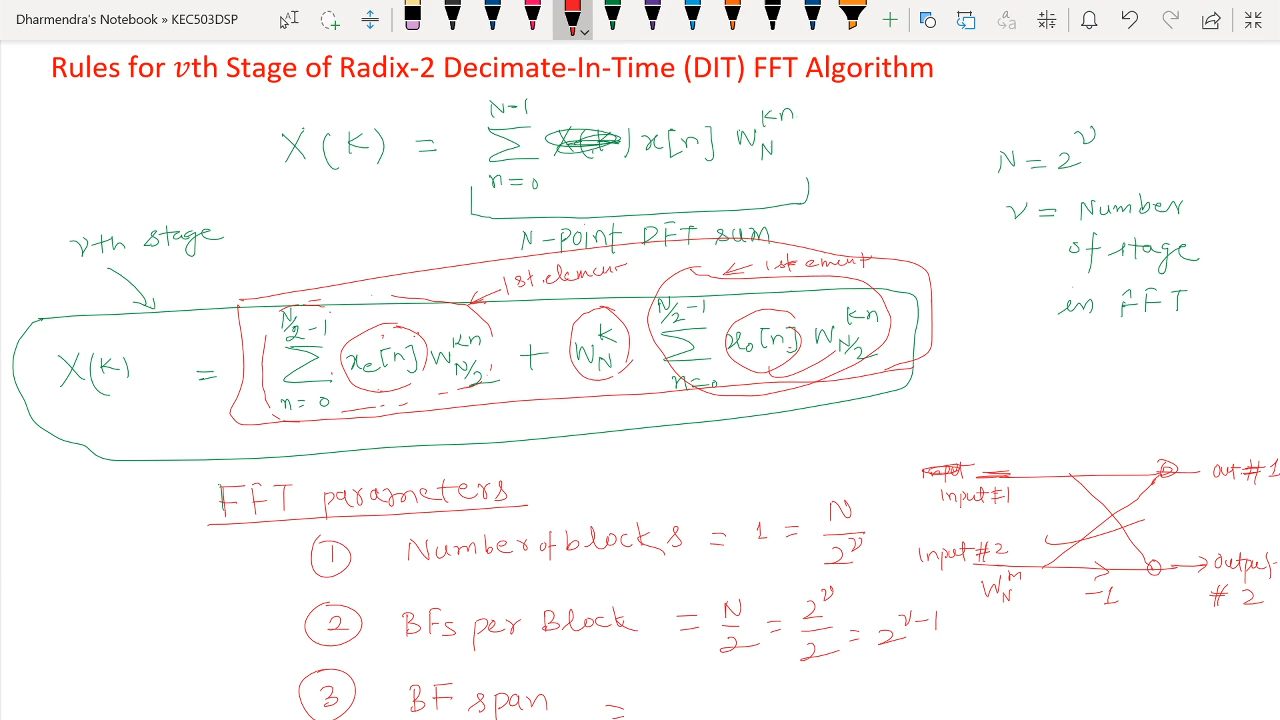 Dharmendra's Notebook » KEC503DSP
Rules for νth Stage of Radix-2 Decimate-In-Time (DIT) FFT Algorithm
X(K) = Σ_{n=0}^{N-1} x[n] W_N^{kn}
N-point DFT sum
N = 2^ν
ν = Number
of stage
in FFT
νth stage
1st element
1st ement
X(K) = Σ_{n=0}^{N/2-1} x_e[n] W_{N/2}^{kn} + W_N^k Σ_{n=0}^{N/2-1} x_o[n] W_{N/2}^{kn}
FFT parameters
① Number of blocks = 1 = N/2^ν
② BFs per Block = N/2 = 2^ν/2 = 2^{ν-1}
③ BF span =
input #1
out #1
Input #2
W_N^m
-1
output
# 2